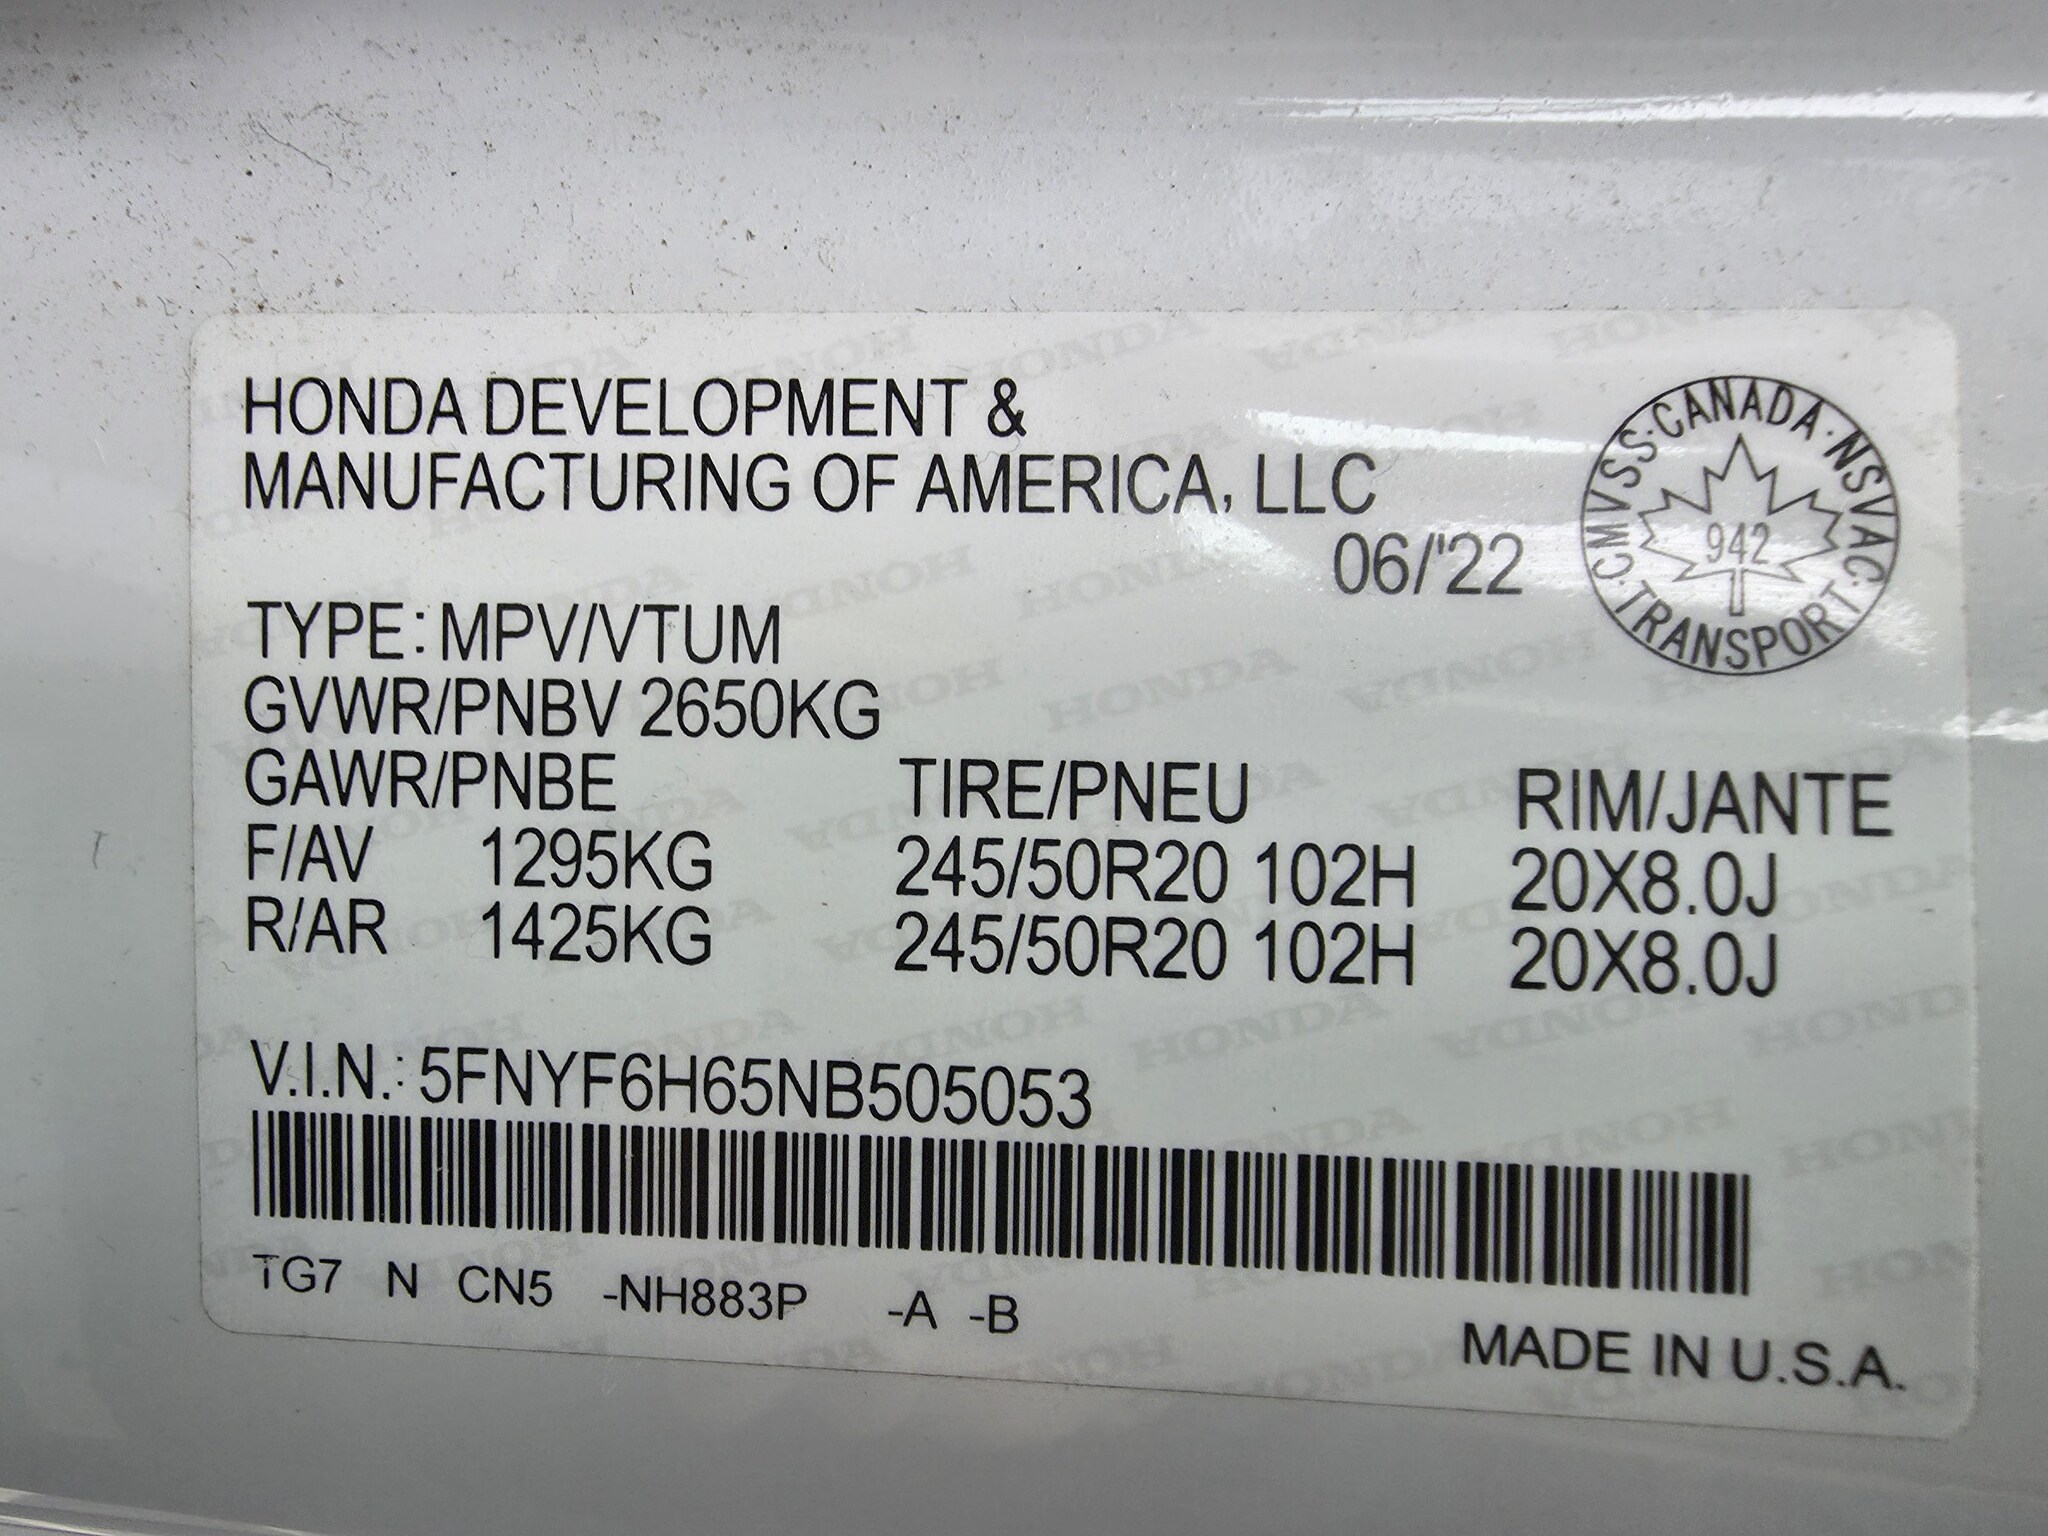 HONDA DEVELOPMENT &
MANUFACTURING OF AMERICA, LLC
06/'22
CMVSS · CANADA · NSVAC · TRANSPORT ·
942
TYPE: MPV/VTUM
GVWR/PNBV 2650KG
GAWR/PNBE TIRE/PNEU RIM/JANTE
F/AV 1295KG 245/50R20 102H 20X8.0J
R/AR 1425KG 245/50R20 102H 20X8.0J
V.I.N.: 5FNYF6H65NB505053
TG7 N CN5 -NH883P -A -B
MADE IN U.S.A.